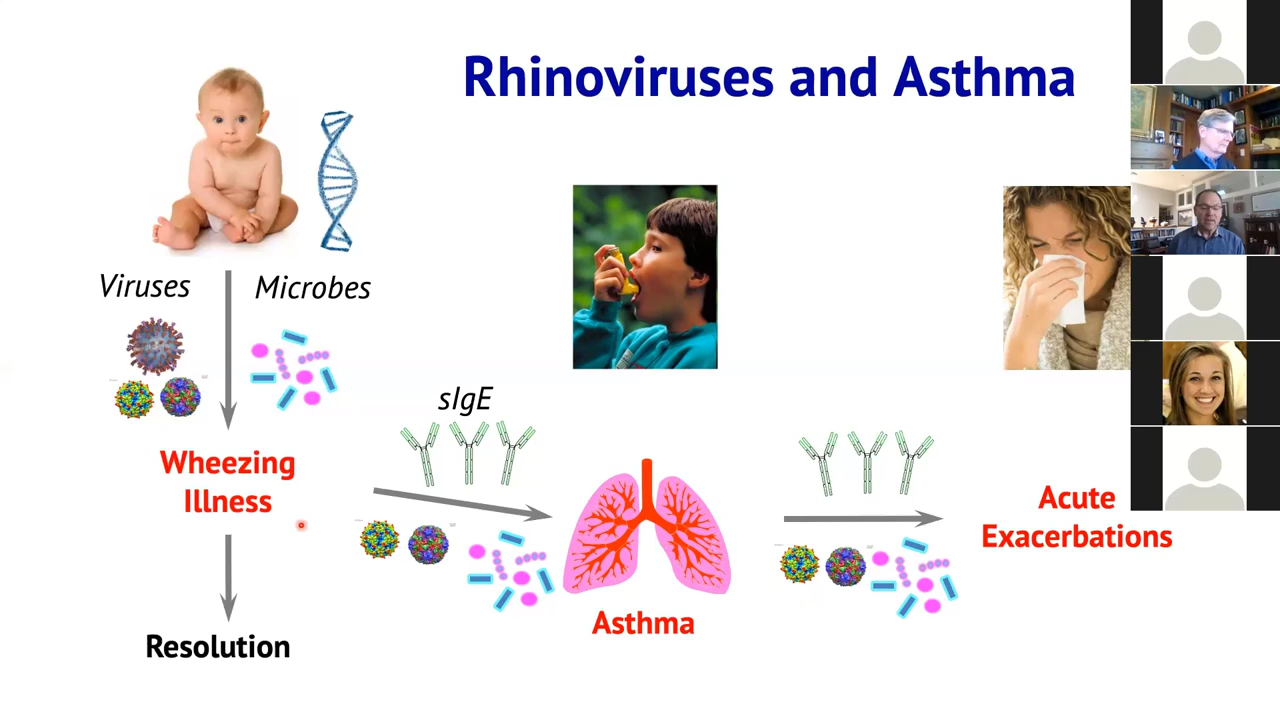 Rhinoviruses and Asthma
Viruses
Microbes
sIgE
Wheezing
Illness
Acute
Exacerbations
Asthma
Resolution